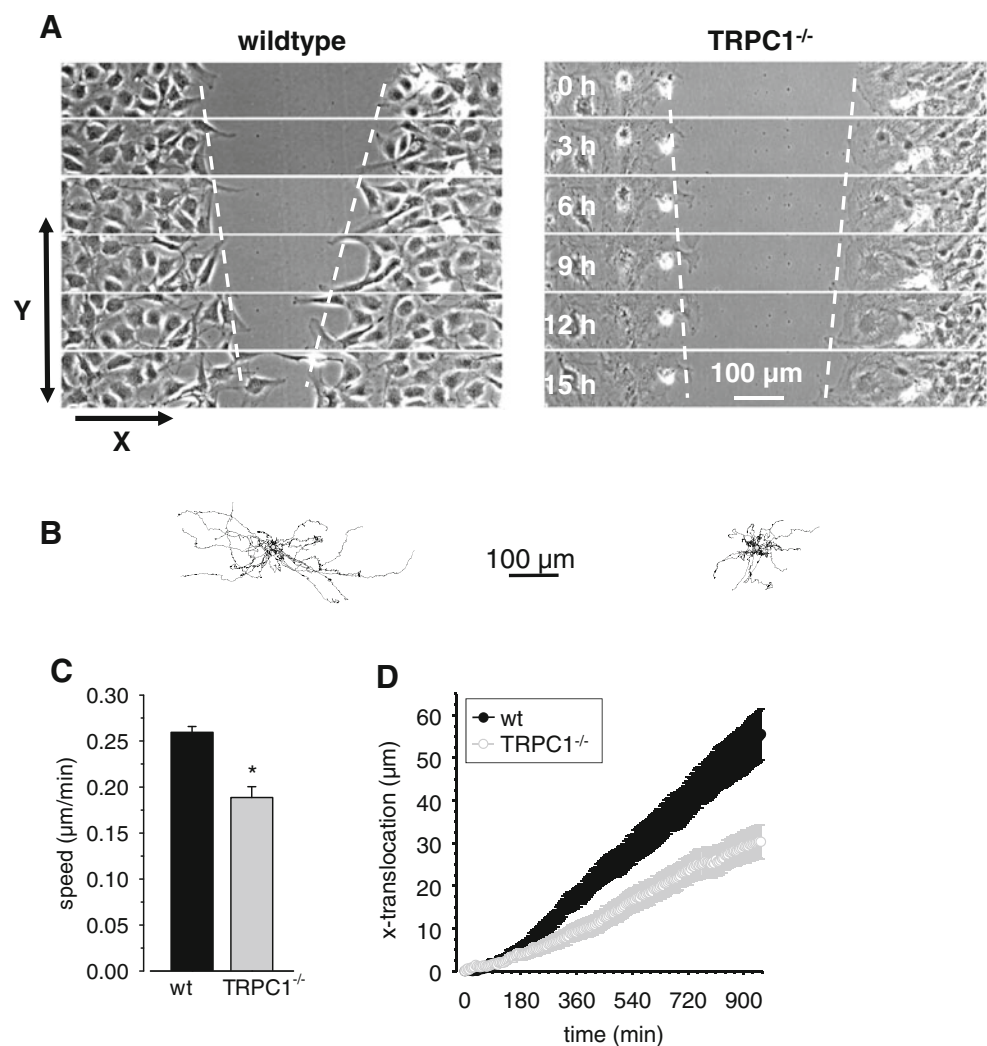 A
wildtype
TRPC1-/-
0 h
3 h
6 h
9 h
12 h
15 h
100 µm
Y
X
B
100 µm
C
0.30
0.25
0.20
0.15
0.10
0.05
0.00
speed (µm/min)
*
wt
TRPC1-/-
D
wt
TRPC1-/-
60
50
40
30
20
10
0
x-translocation (µm)
0 180 360 540 720 900
time (min)